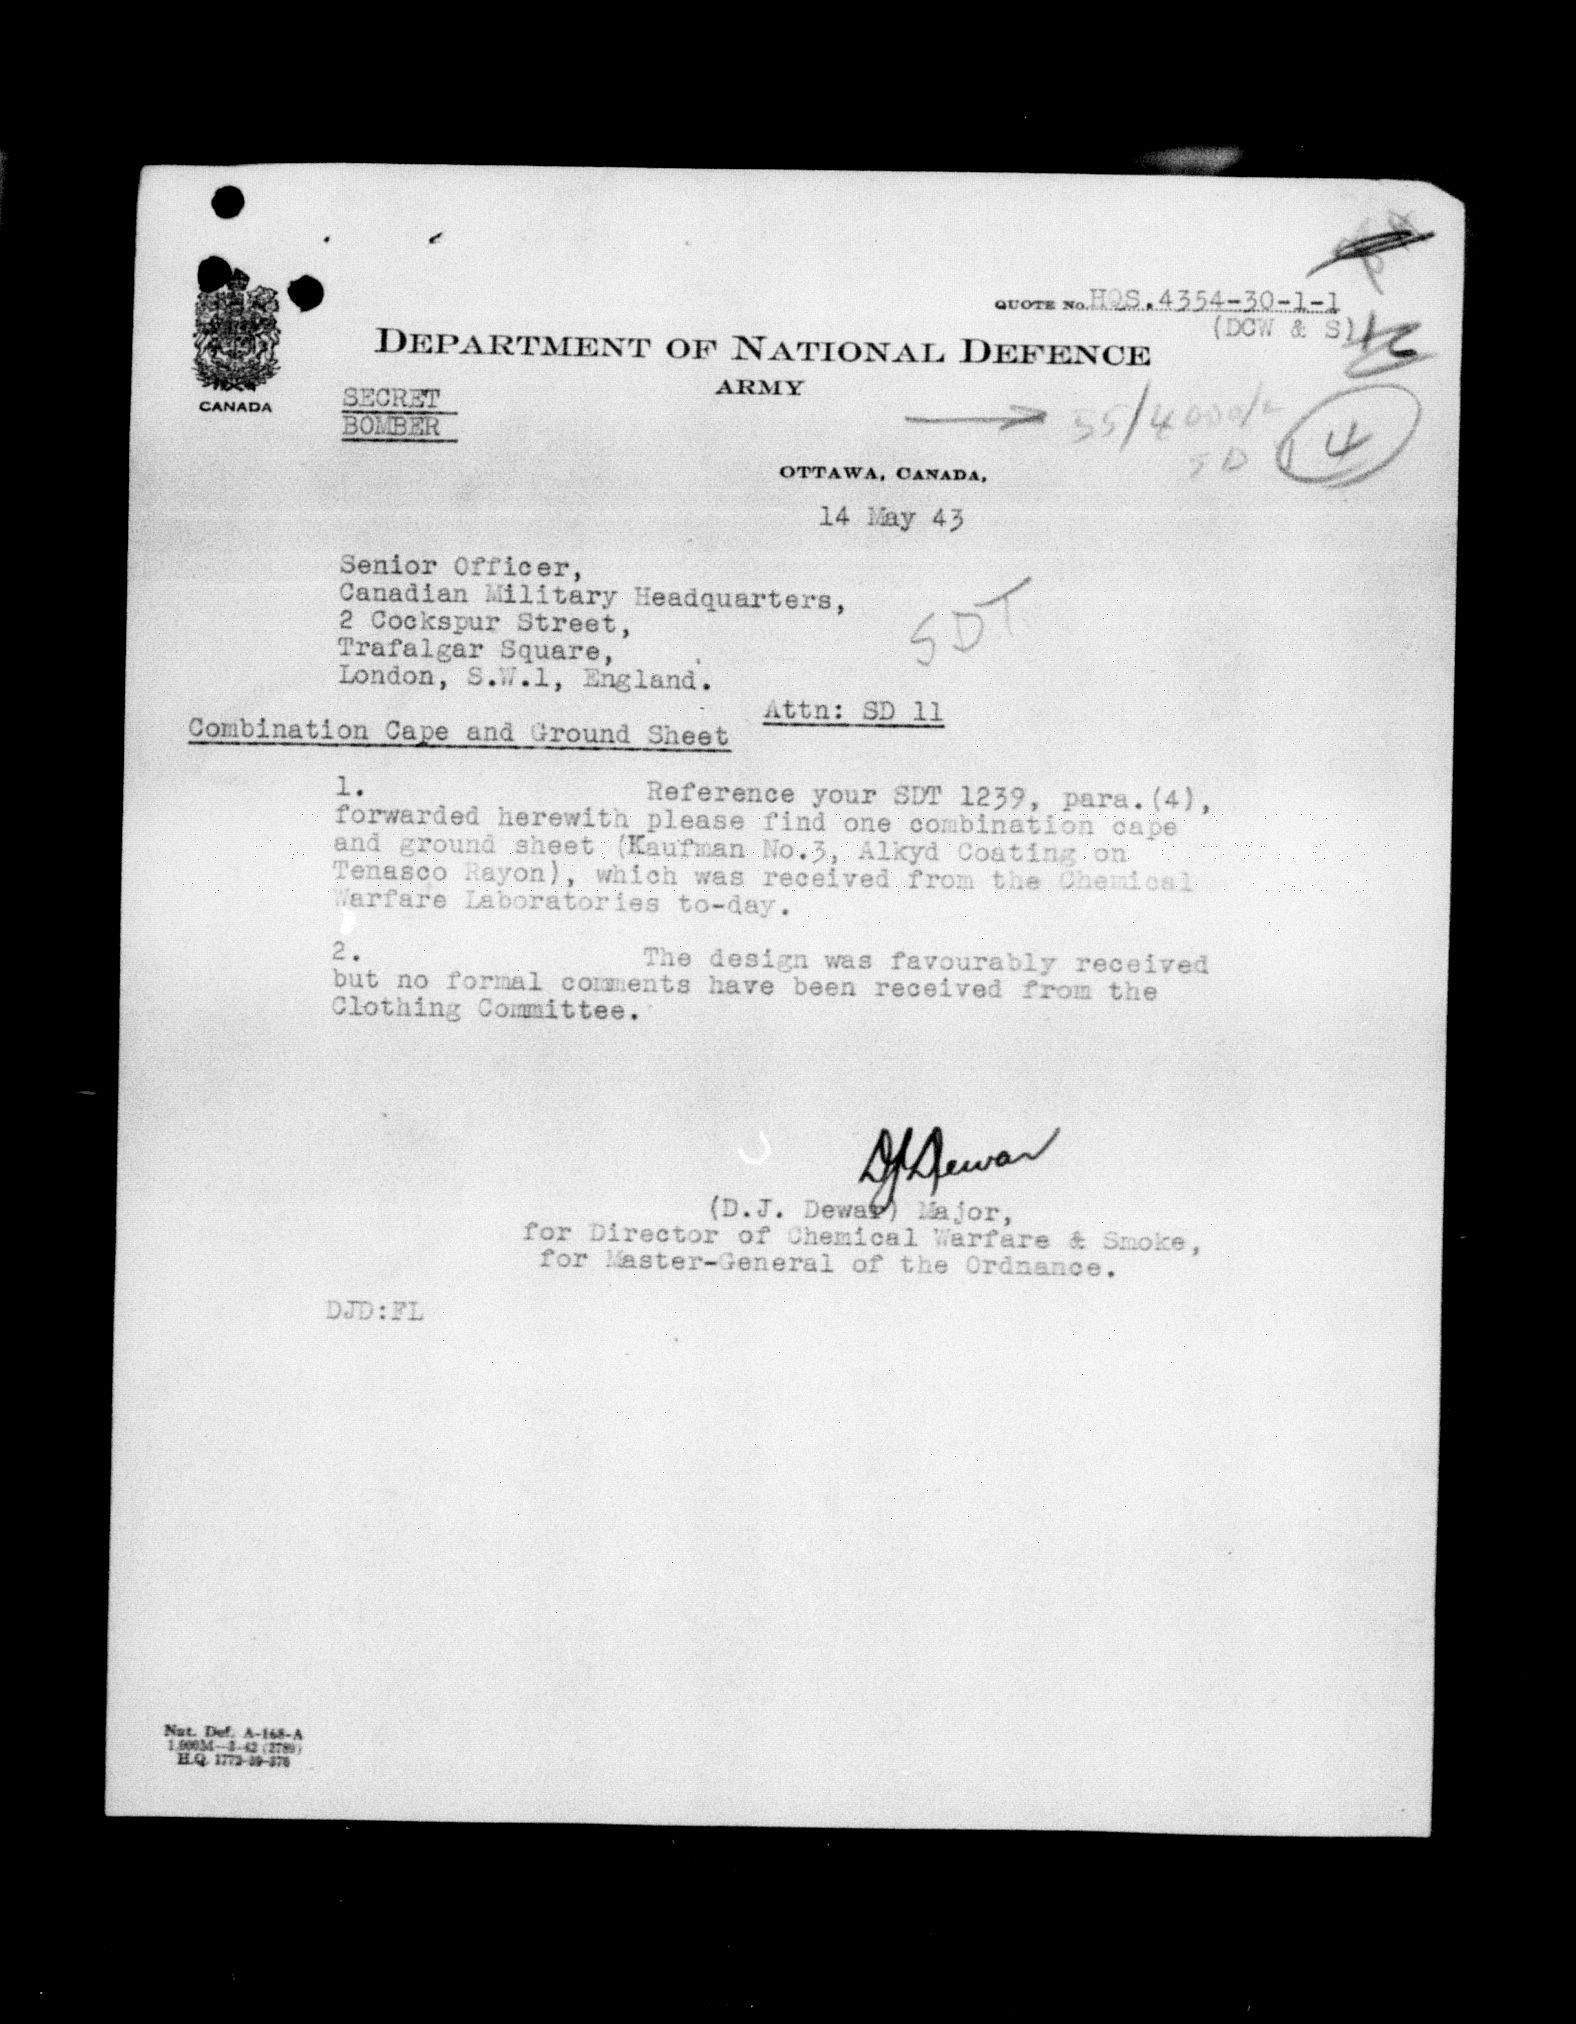 QUOTE No. HQS.4354-30-1-1
(DCW & S)
DEPARTMENT OF NATIONAL DEFENCE
ARMY
CANADA
SECRET
BOMBER
55/4
SD
4
OTTAWA, CANADA,
14 May 43
Senior Officer,
Canadian Military Headquarters,
2 Cockspur Street,
Trafalgar Square,
London, S.W.1, England.
SDT
Attn: SD 11
Combination Cape and Ground Sheet
1. Reference your SDT 1239, para.(4),
forwarded herewith please find one combination cape
and ground sheet (Kaufman No.3, Alkyd Coating on
Tenasco Rayon), which was received from the Chemical
Warfare Laboratories to-day.
2. The design was favourably received
but no formal comments have been received from the
Clothing Committee.
DJDewar
(D.J. Dewar) Major,
for Director of Chemical Warfare & Smoke,
for Master-General of the Ordnance.
DJD:FL
Nat. Def. A-168-A
H.Q.